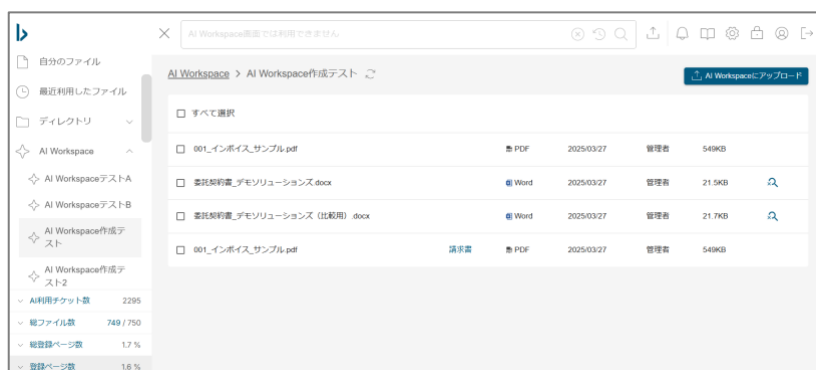 AI Workspace画面では利用できません
自分のファイル
最近利用したファイル
ディレクトリ
AI Workspace
AI WorkspaceテストA
AI WorkspaceテストB
AI Workspace作成テ
スト
AI Workspace作成テ
スト2
AI利用チケット数 2295
総ファイル数 749 / 750
総登録ページ数 1.7 %
登録ページ数 1.6 %
AI Workspace > AI Workspace作成テスト
AI Workspaceにアップロード
すべて選択
001_インボイス_サンプル.pdf PDF 2025/03/27 管理者 549KB
委託契約書_デモソリューションズ.docx Word 2025/03/27 管理者 21.5KB
委託契約書_デモソリューションズ（比較用）.docx Word 2025/03/27 管理者 21.7KB
001_インボイス_サンプル.pdf 請求書 PDF 2025/03/27 管理者 549KB